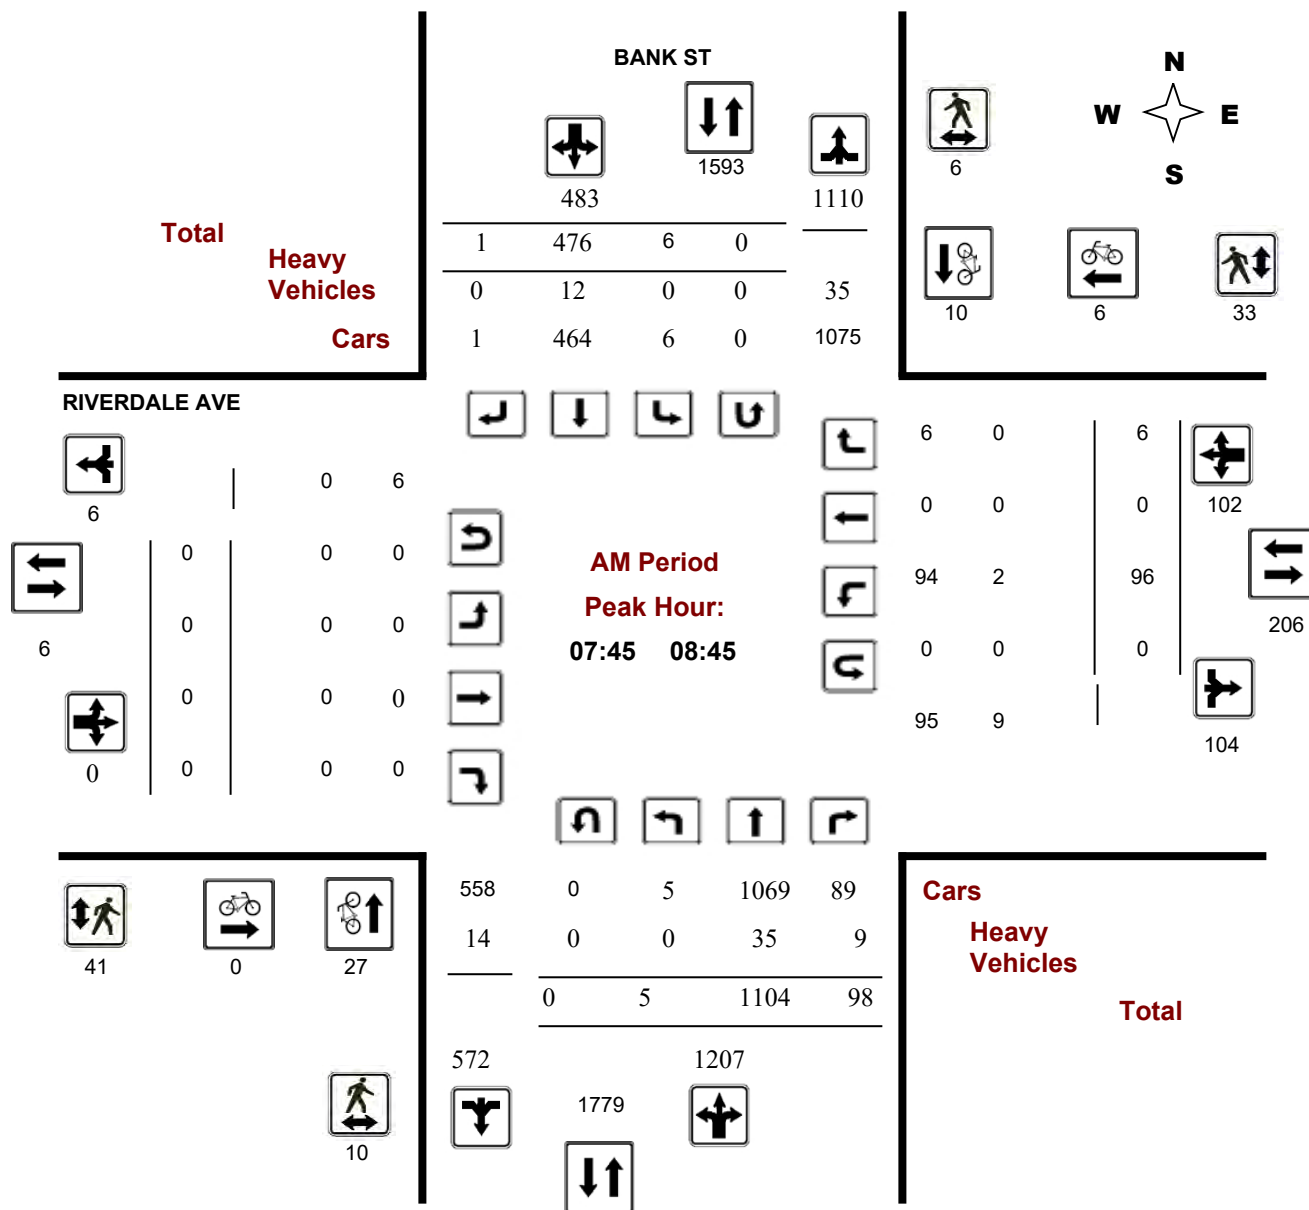 BANK ST
N
W E
S
1593
6
483 1110
Total
1 476 6 0
Heavy
Vehicles
0 12 0 0 35
10 6 33
Cars
1 464 6 0 1075
RIVERDALE AVE
6 0 6
0 6
102
6
0 0
0 0 0
AM Period
94 2 96
Peak Hour:
0 0 0
206
07:45 08:45
6
0 0 0
0 0 0
95 9
104
0
0 0 0
558 0 5 1069 89
Cars
14 0 0 35 9
Heavy
Vehicles
41 0 27
0 5 1104 98
Total
572 1207
1779
10